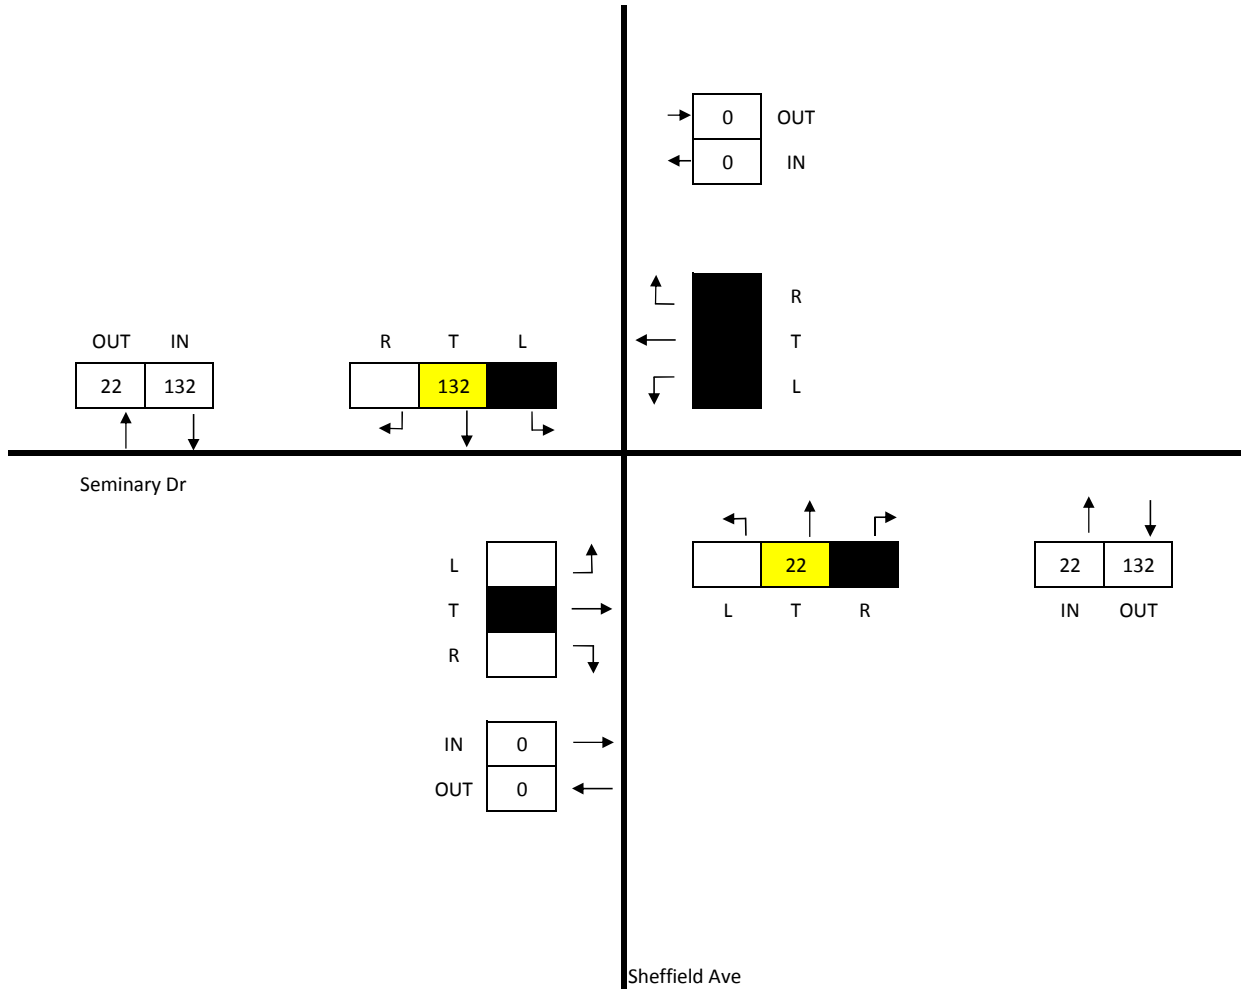 0 OUT
0 IN
R
T
L
OUT IN
22 132
R T L
132
Seminary Dr
L
T
R
22
L T R
22 132
IN OUT
IN 0
OUT 0
Sheffield Ave